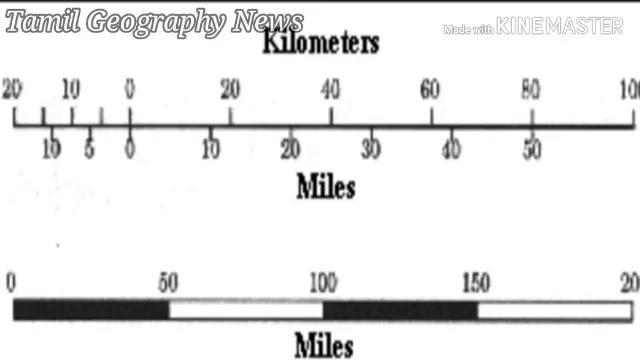 Tamil Geography News
Made with KINEMASTER
Kilometers
20 10 0 20 40 60 80 100
10 5 0 10 20 30 40 50
Miles
0 50 100 150 20
Miles